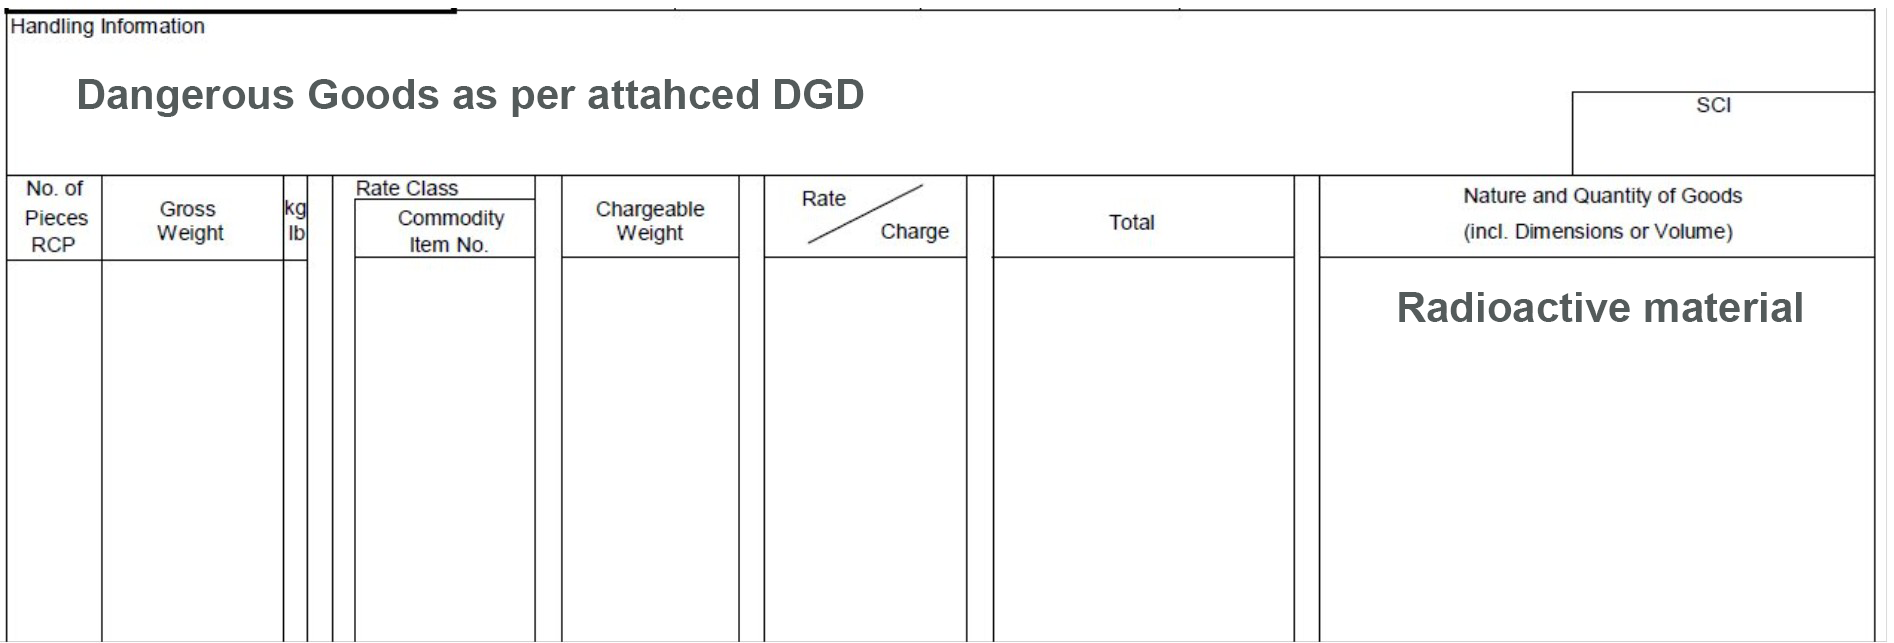 Handling Information
Dangerous Goods as per attahced DGD
SCI
No. of
Pieces
RCP
Gross
Weight
kg
lb
Rate Class
Commodity
Item No.
Chargeable
Weight
Rate
Charge
Total
Nature and Quantity of Goods
(incl. Dimensions or Volume)
Radioactive material